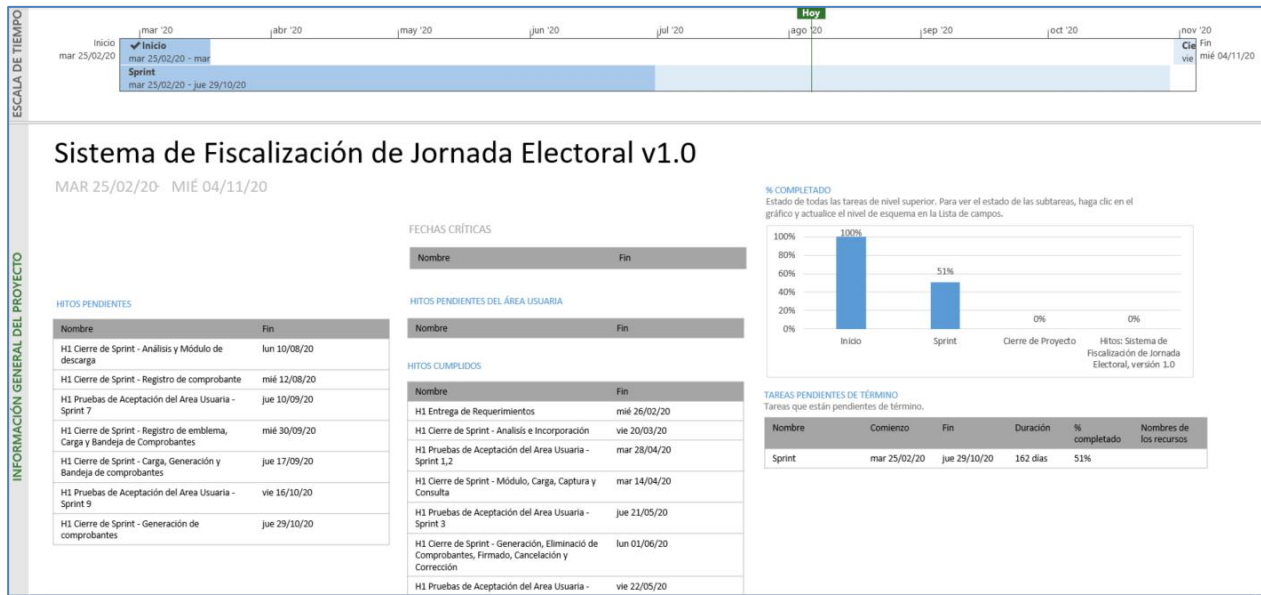 ESCALA DE TIEMPO
Hoy
mar '20
abr '20
may '20
jun '20
jul '20
ago '20
sep '20
oct '20
nov '20
Inicio
mar 25/02/20
Inicio
mar 25/02/20 - mar
Sprint
mar 25/02/20 - jue 29/10/20
Cie
vie
Fin
mié 04/11/20
INFORMACIÓN GENERAL DEL PROYECTO
Sistema de Fiscalización de Jornada Electoral v1.0
MAR 25/02/20- MIÉ 04/11/20
HITOS PENDIENTES
Nombre Fin
H1 Cierre de Sprint - Análisis y Módulo de lun 10/08/20
descarga
H1 Cierre de Sprint - Registro de comprobante mié 12/08/20
H1 Pruebas de Aceptación del Area Usuaria - jue 10/09/20
Sprint 7
H1 Cierre de Sprint - Registro de emblema, mié 30/09/20
Carga y Bandeja de Comprobantes
H1 Cierre de Sprint - Carga, Generación y jue 17/09/20
Bandeja de comprobantes
H1 Pruebas de Aceptación del Area Usuaria - vie 16/10/20
Sprint 9
H1 Cierre de Sprint - Generación de jue 29/10/20
comprobantes
FECHAS CRÍTICAS
Nombre Fin
HITOS PENDIENTES DEL ÁREA USUARIA
Nombre Fin
HITOS CUMPLIDOS
Nombre Fin
H1 Entrega de Requerimientos mié 26/02/20
H1 Cierre de Sprint - Analisis e Incorporación vie 20/03/20
H1 Pruebas de Aceptación del Area Usuaria - mar 28/04/20
Sprint 1,2
H1 Cierre de Sprint - Módulo, Carga, Captura y mar 14/04/20
Consulta
H1 Pruebas de Aceptación del Area Usuaria - jue 21/05/20
Sprint 3
H1 Cierre de Sprint - Generación, Eliminació de lun 01/06/20
Comprobantes, Firmado, Cancelación y
Corrección
H1 Pruebas de Aceptación del Area Usuaria - vie 22/05/20
% COMPLETADO
Estado de todas las tareas de nivel superior. Para ver el estado de las subtareas, haga clic en el
gráfico y actualice el nivel de esquema en la Lista de campos.
100%
80%
60%
40%
20%
0%
100%
51%
0%
0%
Inicio
Sprint
Cierre de Proyecto
Hitos: Sistema de
Fiscalización de Jornada
Electoral, versión 1.0
TAREAS PENDIENTES DE TÉRMINO
Tareas que están pendientes de término.
Nombre Comienzo Fin Duración % completado Nombres de los recursos
Sprint mar 25/02/20 jue 29/10/20 162 días 51%